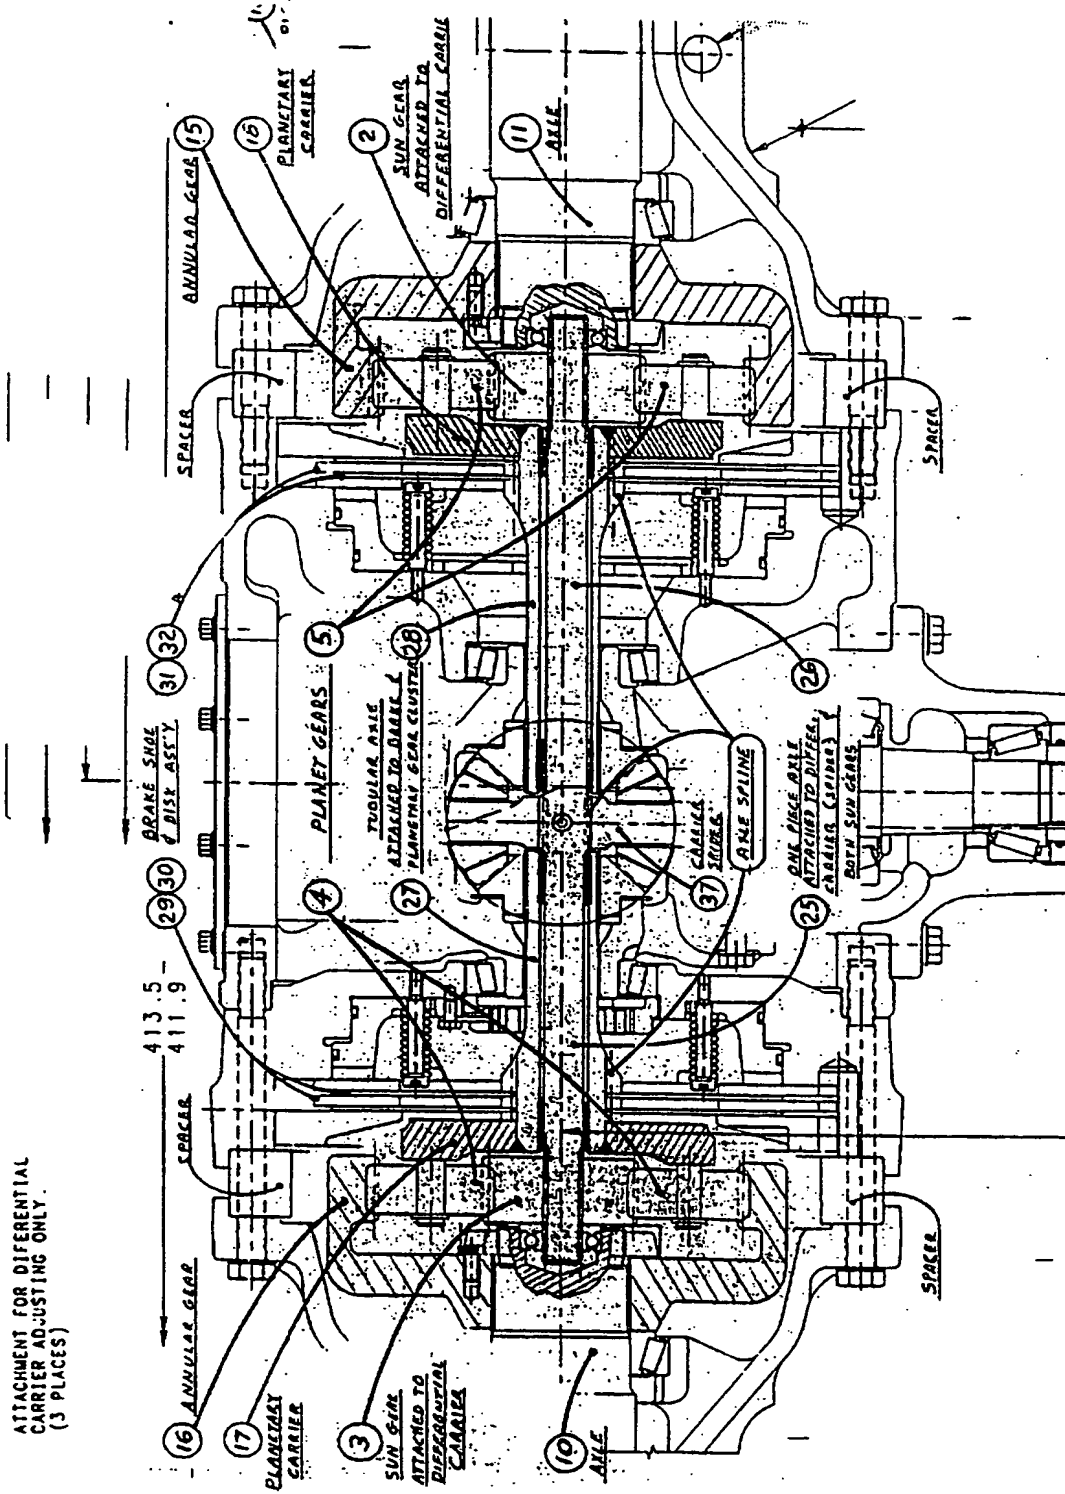 ATTACHMENT FOR DIFERENTIAL
CARRIER ADJUSTING ONLY.
(3 PLACES)
413.5
411.9
16 ANNULAR GEAR
SPACER
29 30
BRAKE SHOE
& DISK ASS'Y
31 32
SPACER
ANNULAR GEAR 15
17
PLANETARY
CARRIER
4
PLANET GEARS
5
18
PLANETARY
CARRIER
3
SUN GEAR
ATTACHED TO
DIFFERENTIAL
CARRIER
27
TUBULAR AXLE
ATTACHED TO BRAKE &
PLANETARY GEAR CLUSTER
28
2
SUN GEAR
ATTACHED TO
DIFFERENTIAL CARRIE
10
AXLE
11
AXLE
37
CARRIER
SPIDER
AXLE SPLINE
25
ONE PIECE AXLE
ATTACHED TO DIFFER.
CARRIER (SPIDER) &
BOTH SUN GEARS
26
SPACER
SPACER